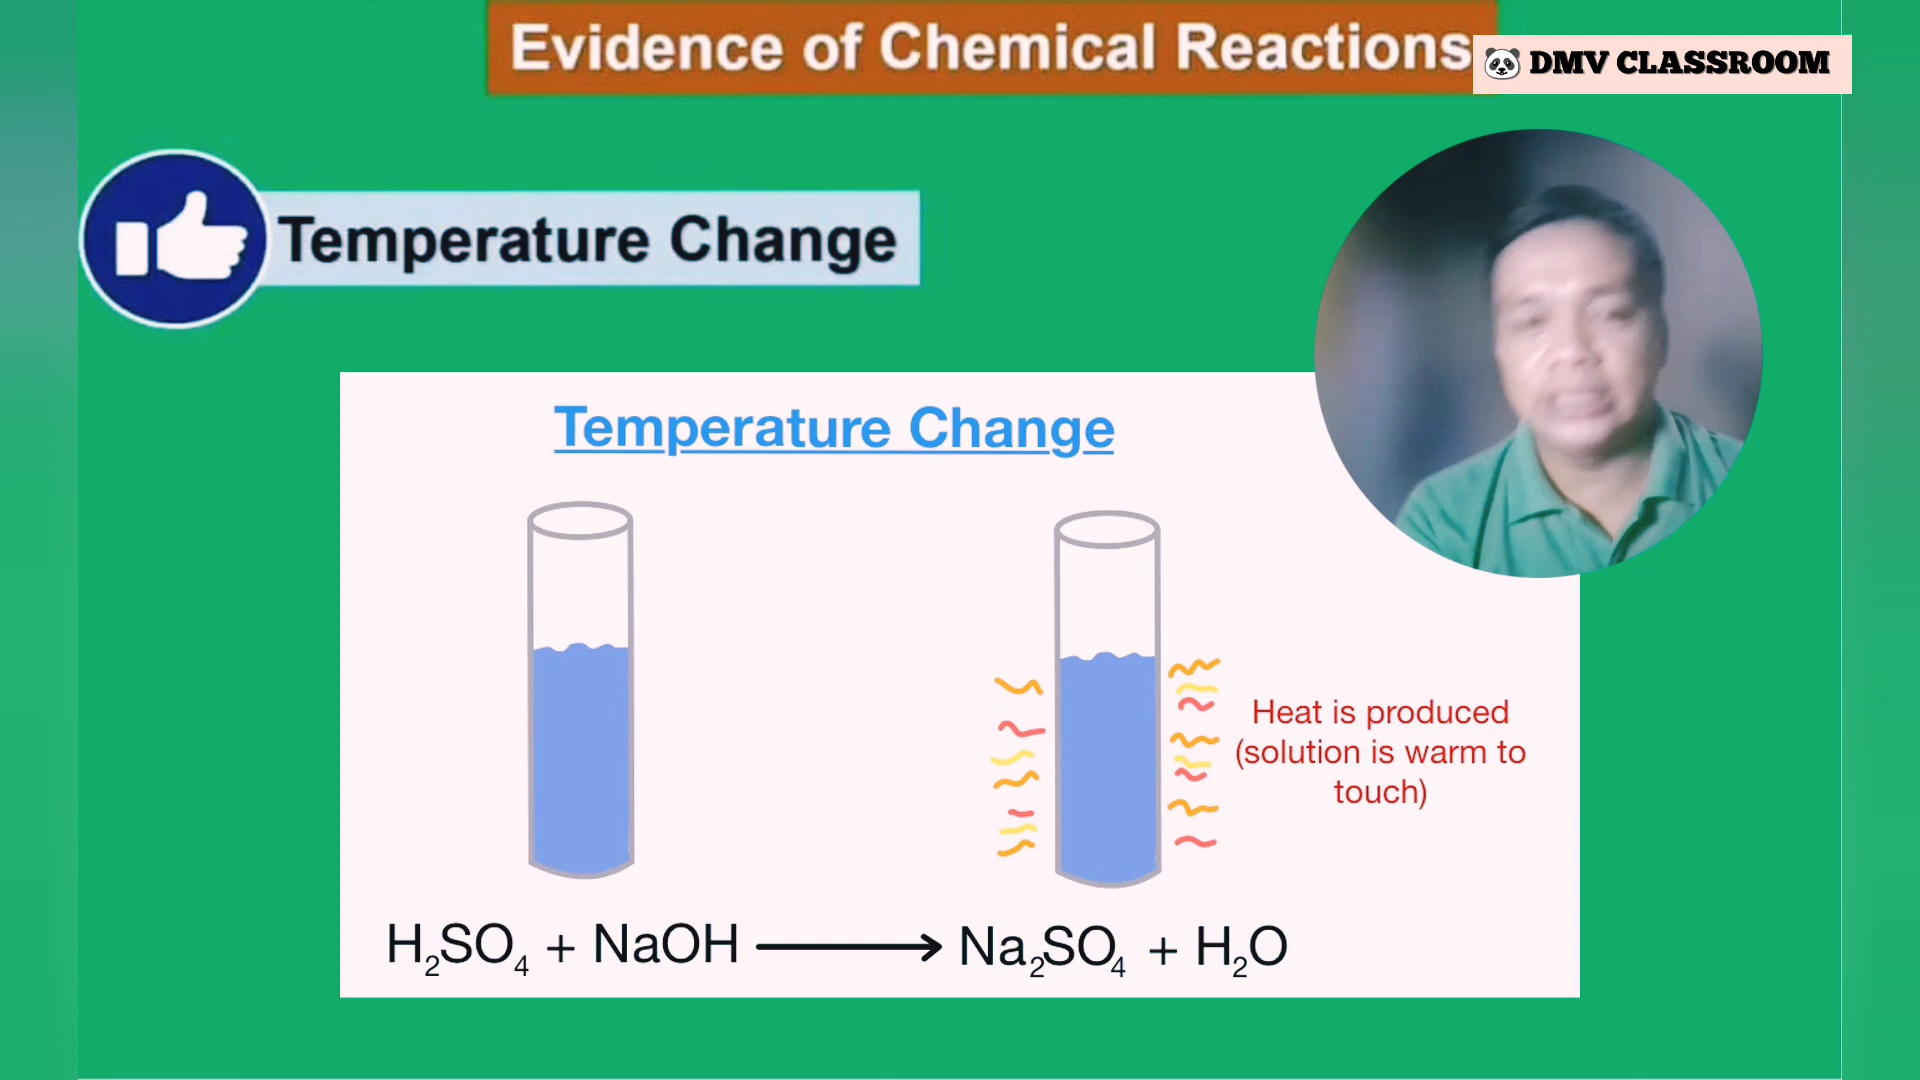 Evidence of Chemical Reactions
DMV CLASSROOM
Temperature Change
Temperature Change
Heat is produced
(solution is warm to
touch)
H₂SO₄ + NaOH ⟶ Na₂SO₄ + H₂O